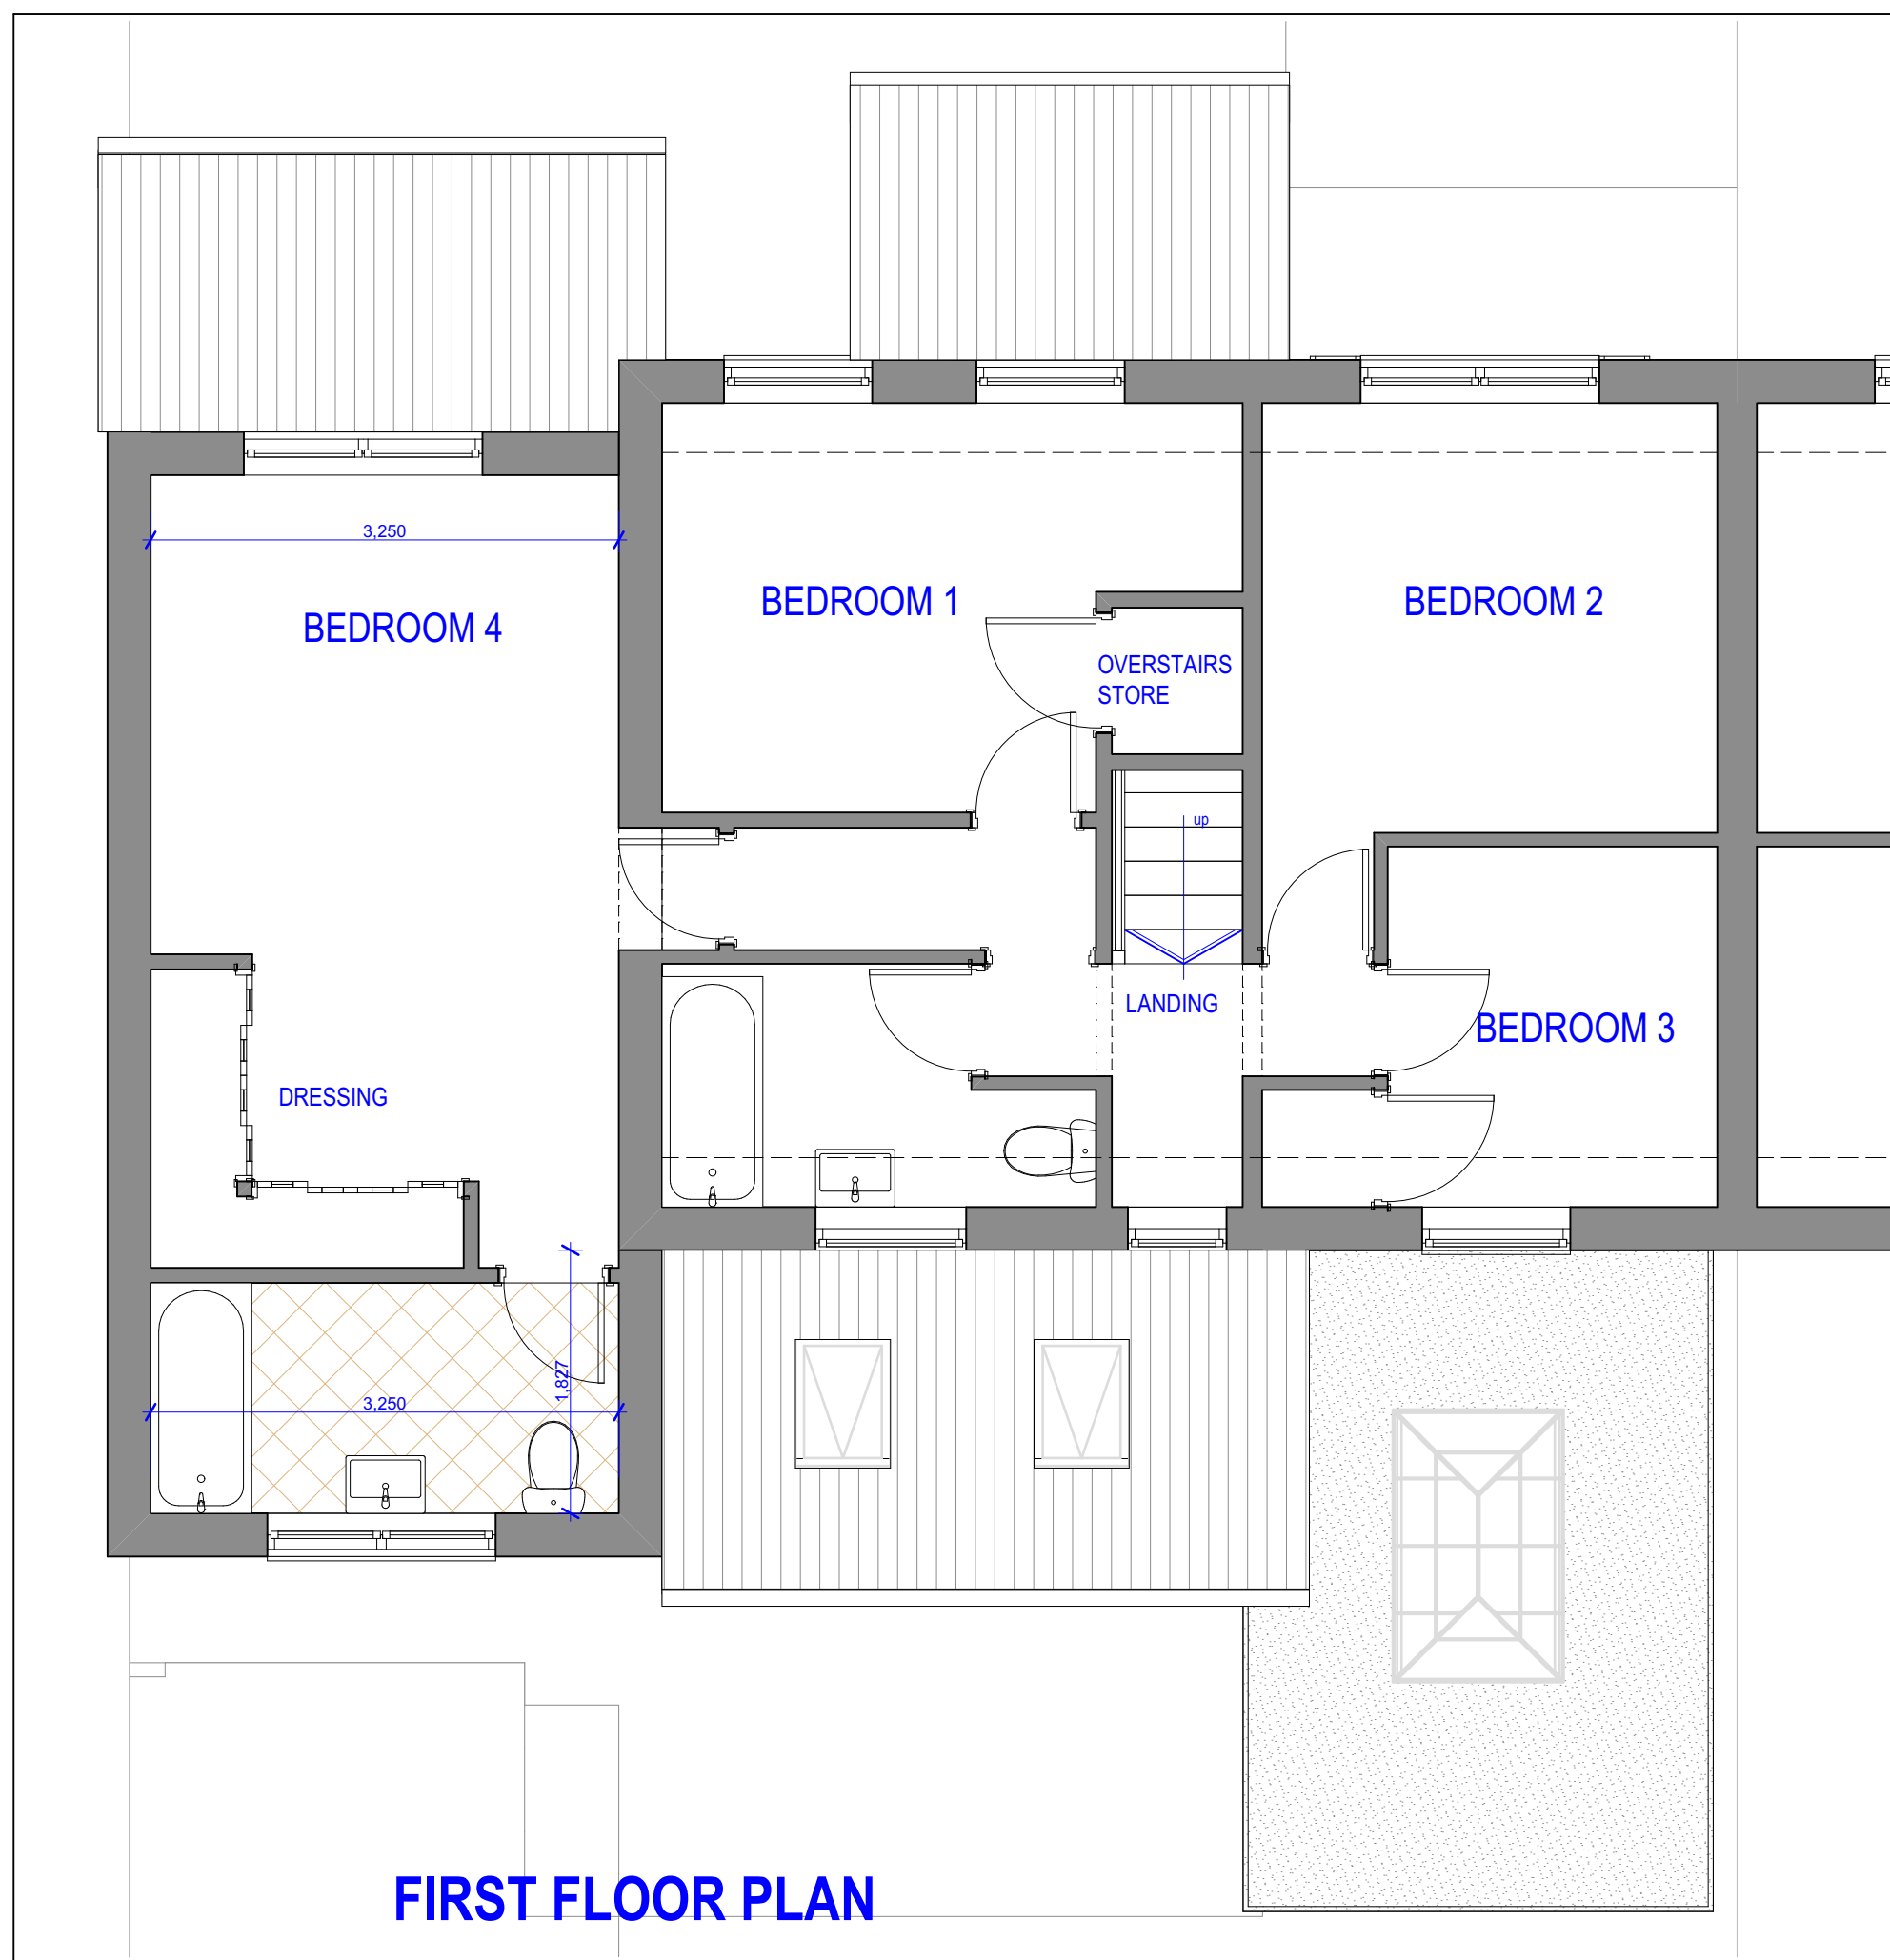 3,250
BEDROOM 4
BEDROOM 1
BEDROOM 2
OVERSTAIRS
STORE
up
LANDING
BEDROOM 3
DRESSING
3,250
1,827
FIRST FLOOR PLAN